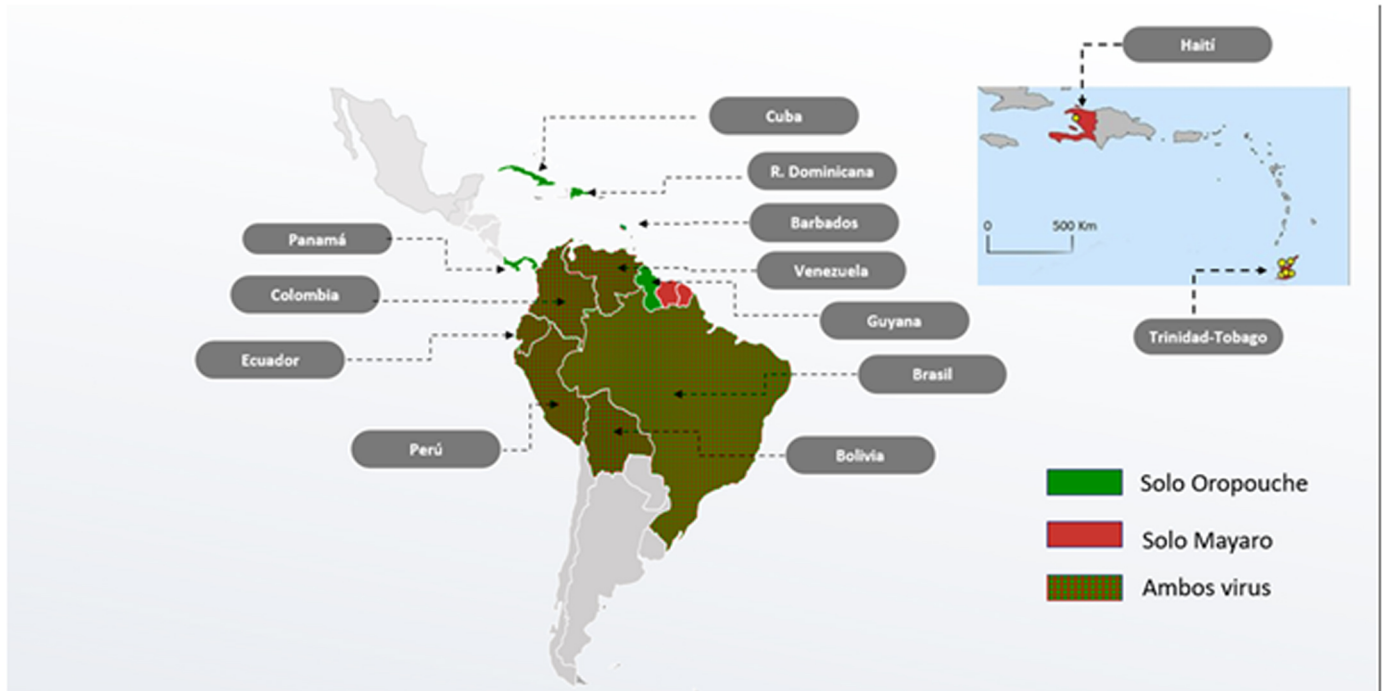 Haití
Cuba
R. Dominicana
Barbados
Panamá
0 500 Km
Venezuela
Colombia
Guyana
Trinidad-Tobago
Ecuador
Brasil
Perú
Bolivia
Solo Oropouche
Solo Mayaro
Ambos virus